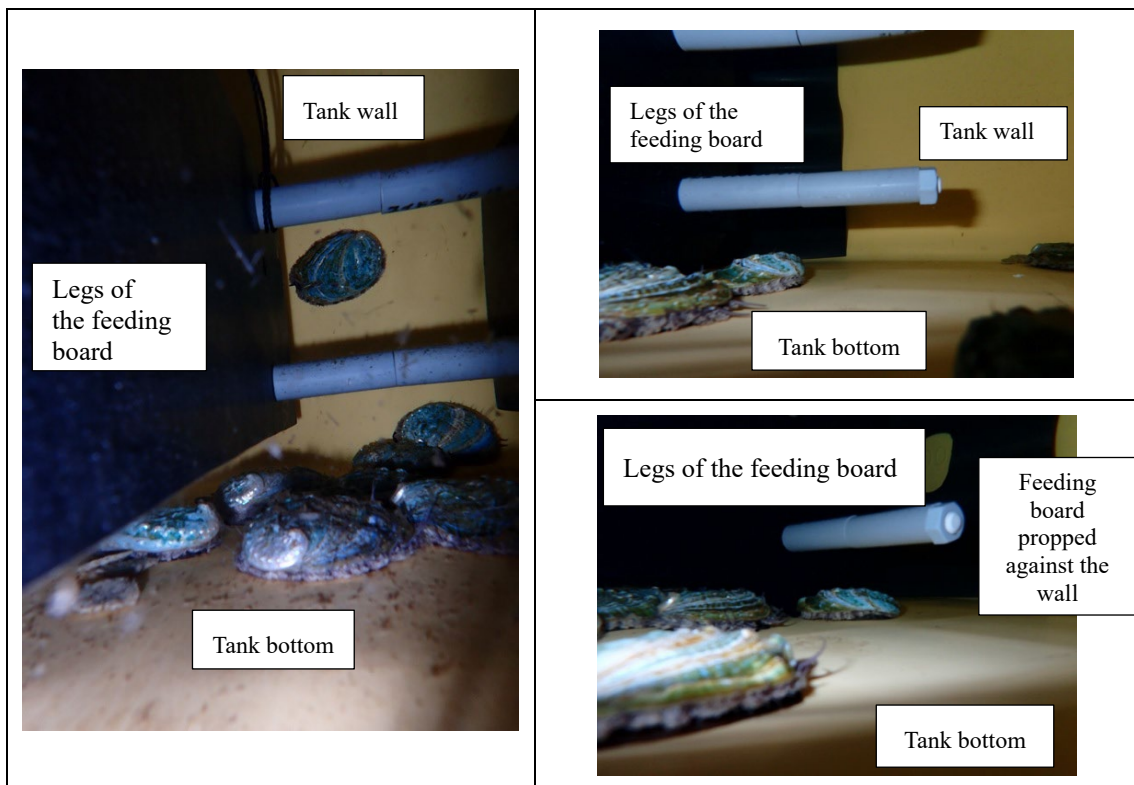 Tank wall
Legs of
the feeding
board
Tank bottom
Legs of the
feeding board
Tank wall
Tank bottom
Legs of the feeding board
Feeding
board
propped
against the
wall
Tank bottom